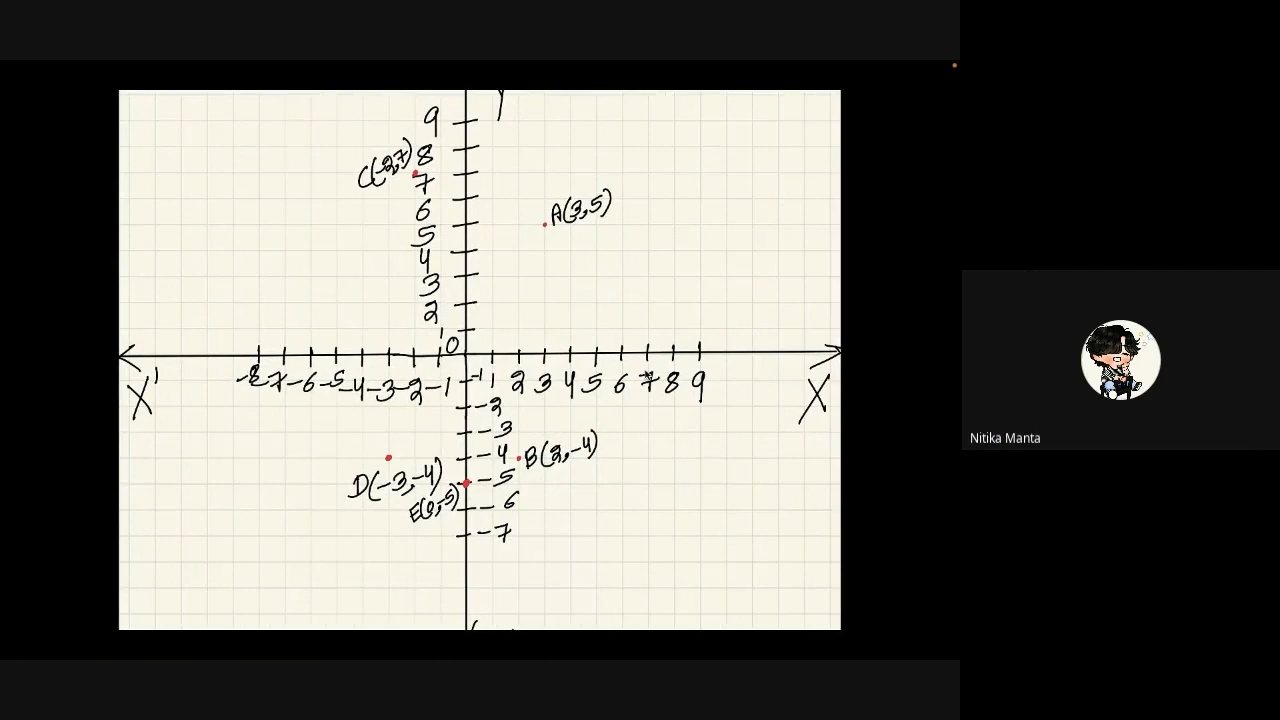 Y
9
C(-2,7) 8
7
6 A(3,5)
5
4
3
2
1
0
X' -8 -7 -6 -5 -4 -3 -2 -1 1 2 3 4 5 6 7 8 9 X
-1
-2
-3
-4 B(2,-4)
D(-3,-4) -5
E(0,-5) -6
-7
Nitika Manta